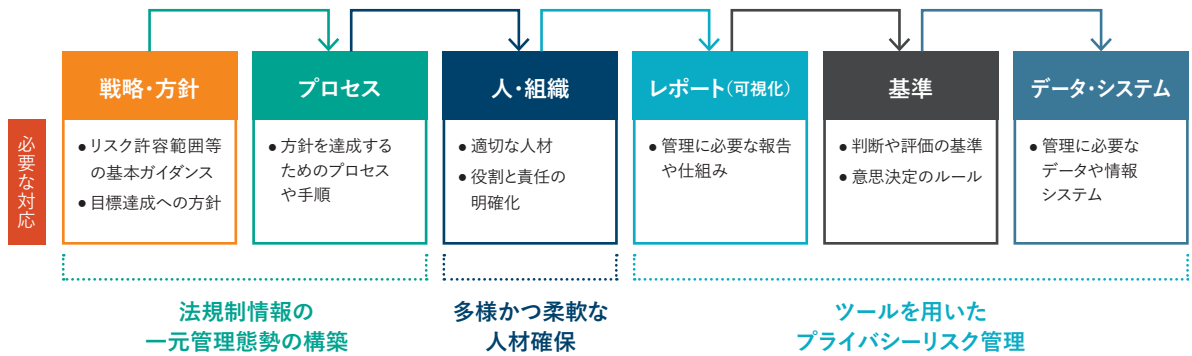 戦略・方針
プロセス
人・組織
レポート(可視化)
基準
データ・システム
必要な対応
●リスク許容範囲等
の基本ガイダンス
●目標達成への方針
●方針を達成する
ためのプロセス
や手順
●適切な人材
●役割と責任の
明確化
●管理に必要な報告
や仕組み
●判断や評価の基準
●意思決定のルール
●管理に必要な
データや情報
システム
法規制情報の
一元管理態勢の構築
多様かつ柔軟な
人材確保
ツールを用いた
プライバシーリスク管理